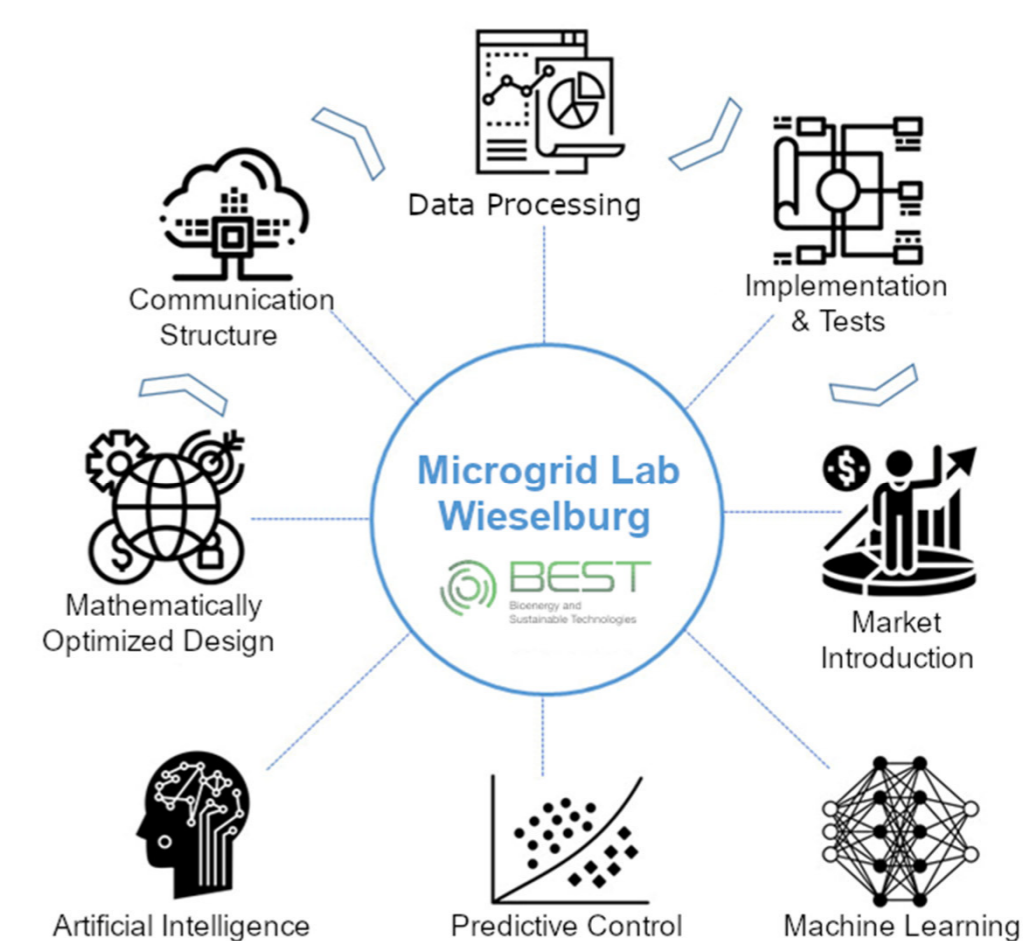 Data Processing
Communication
Structure
Implementation
& Tests
Microgrid Lab
Wieselburg
BEST
Bioenergy and
Sustainable Technologies
Mathematically
Optimized Design
$
$
Market
Introduction
Artificial Intelligence
Predictive Control
Machine Learning